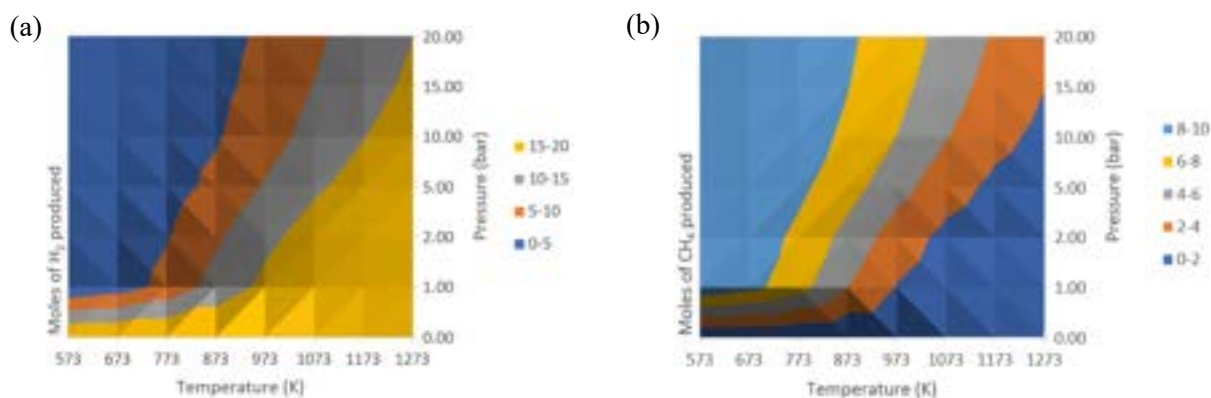 (a)
Moles of H₂ produced
20.00
15.00
10.00
5.00
2.00
1.00
0.00
Pressure (bar)
573 673 773 873 973 1073 1173 1273
Temperature (K)
15-20
10-15
5-10
0-5
(b)
Moles of CH₄ produced
20.00
15.00
10.00
5.00
2.00
1.00
0.00
Pressure (bar)
573 673 773 873 973 1073 1173 1273
Temperature (K)
8-10
6-8
4-6
2-4
0-2